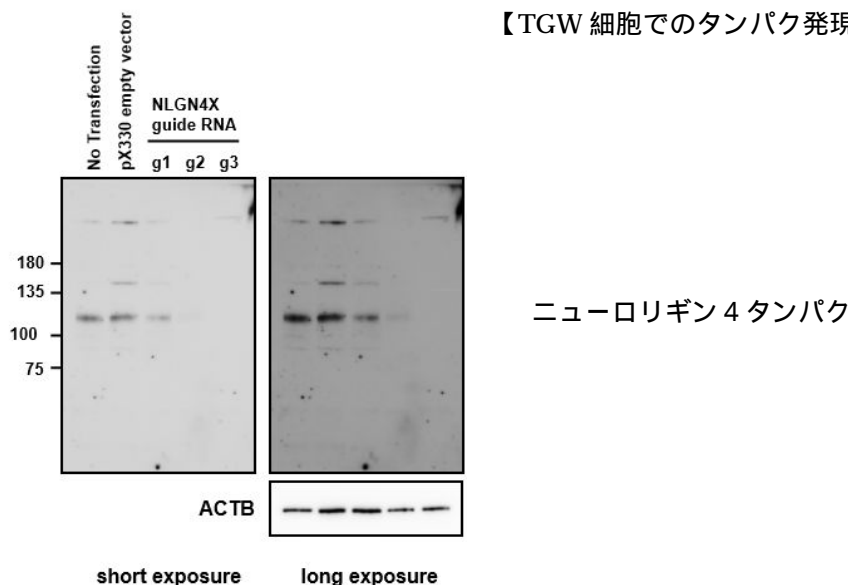 【TGW 細胞でのタンパク発現
No Transfection
pX330 empty vector
NLGN4X
guide RNA
g1 g2 g3
180
135
100
75
ニューロリギン 4 タンパク
ACTB
short exposure long exposure